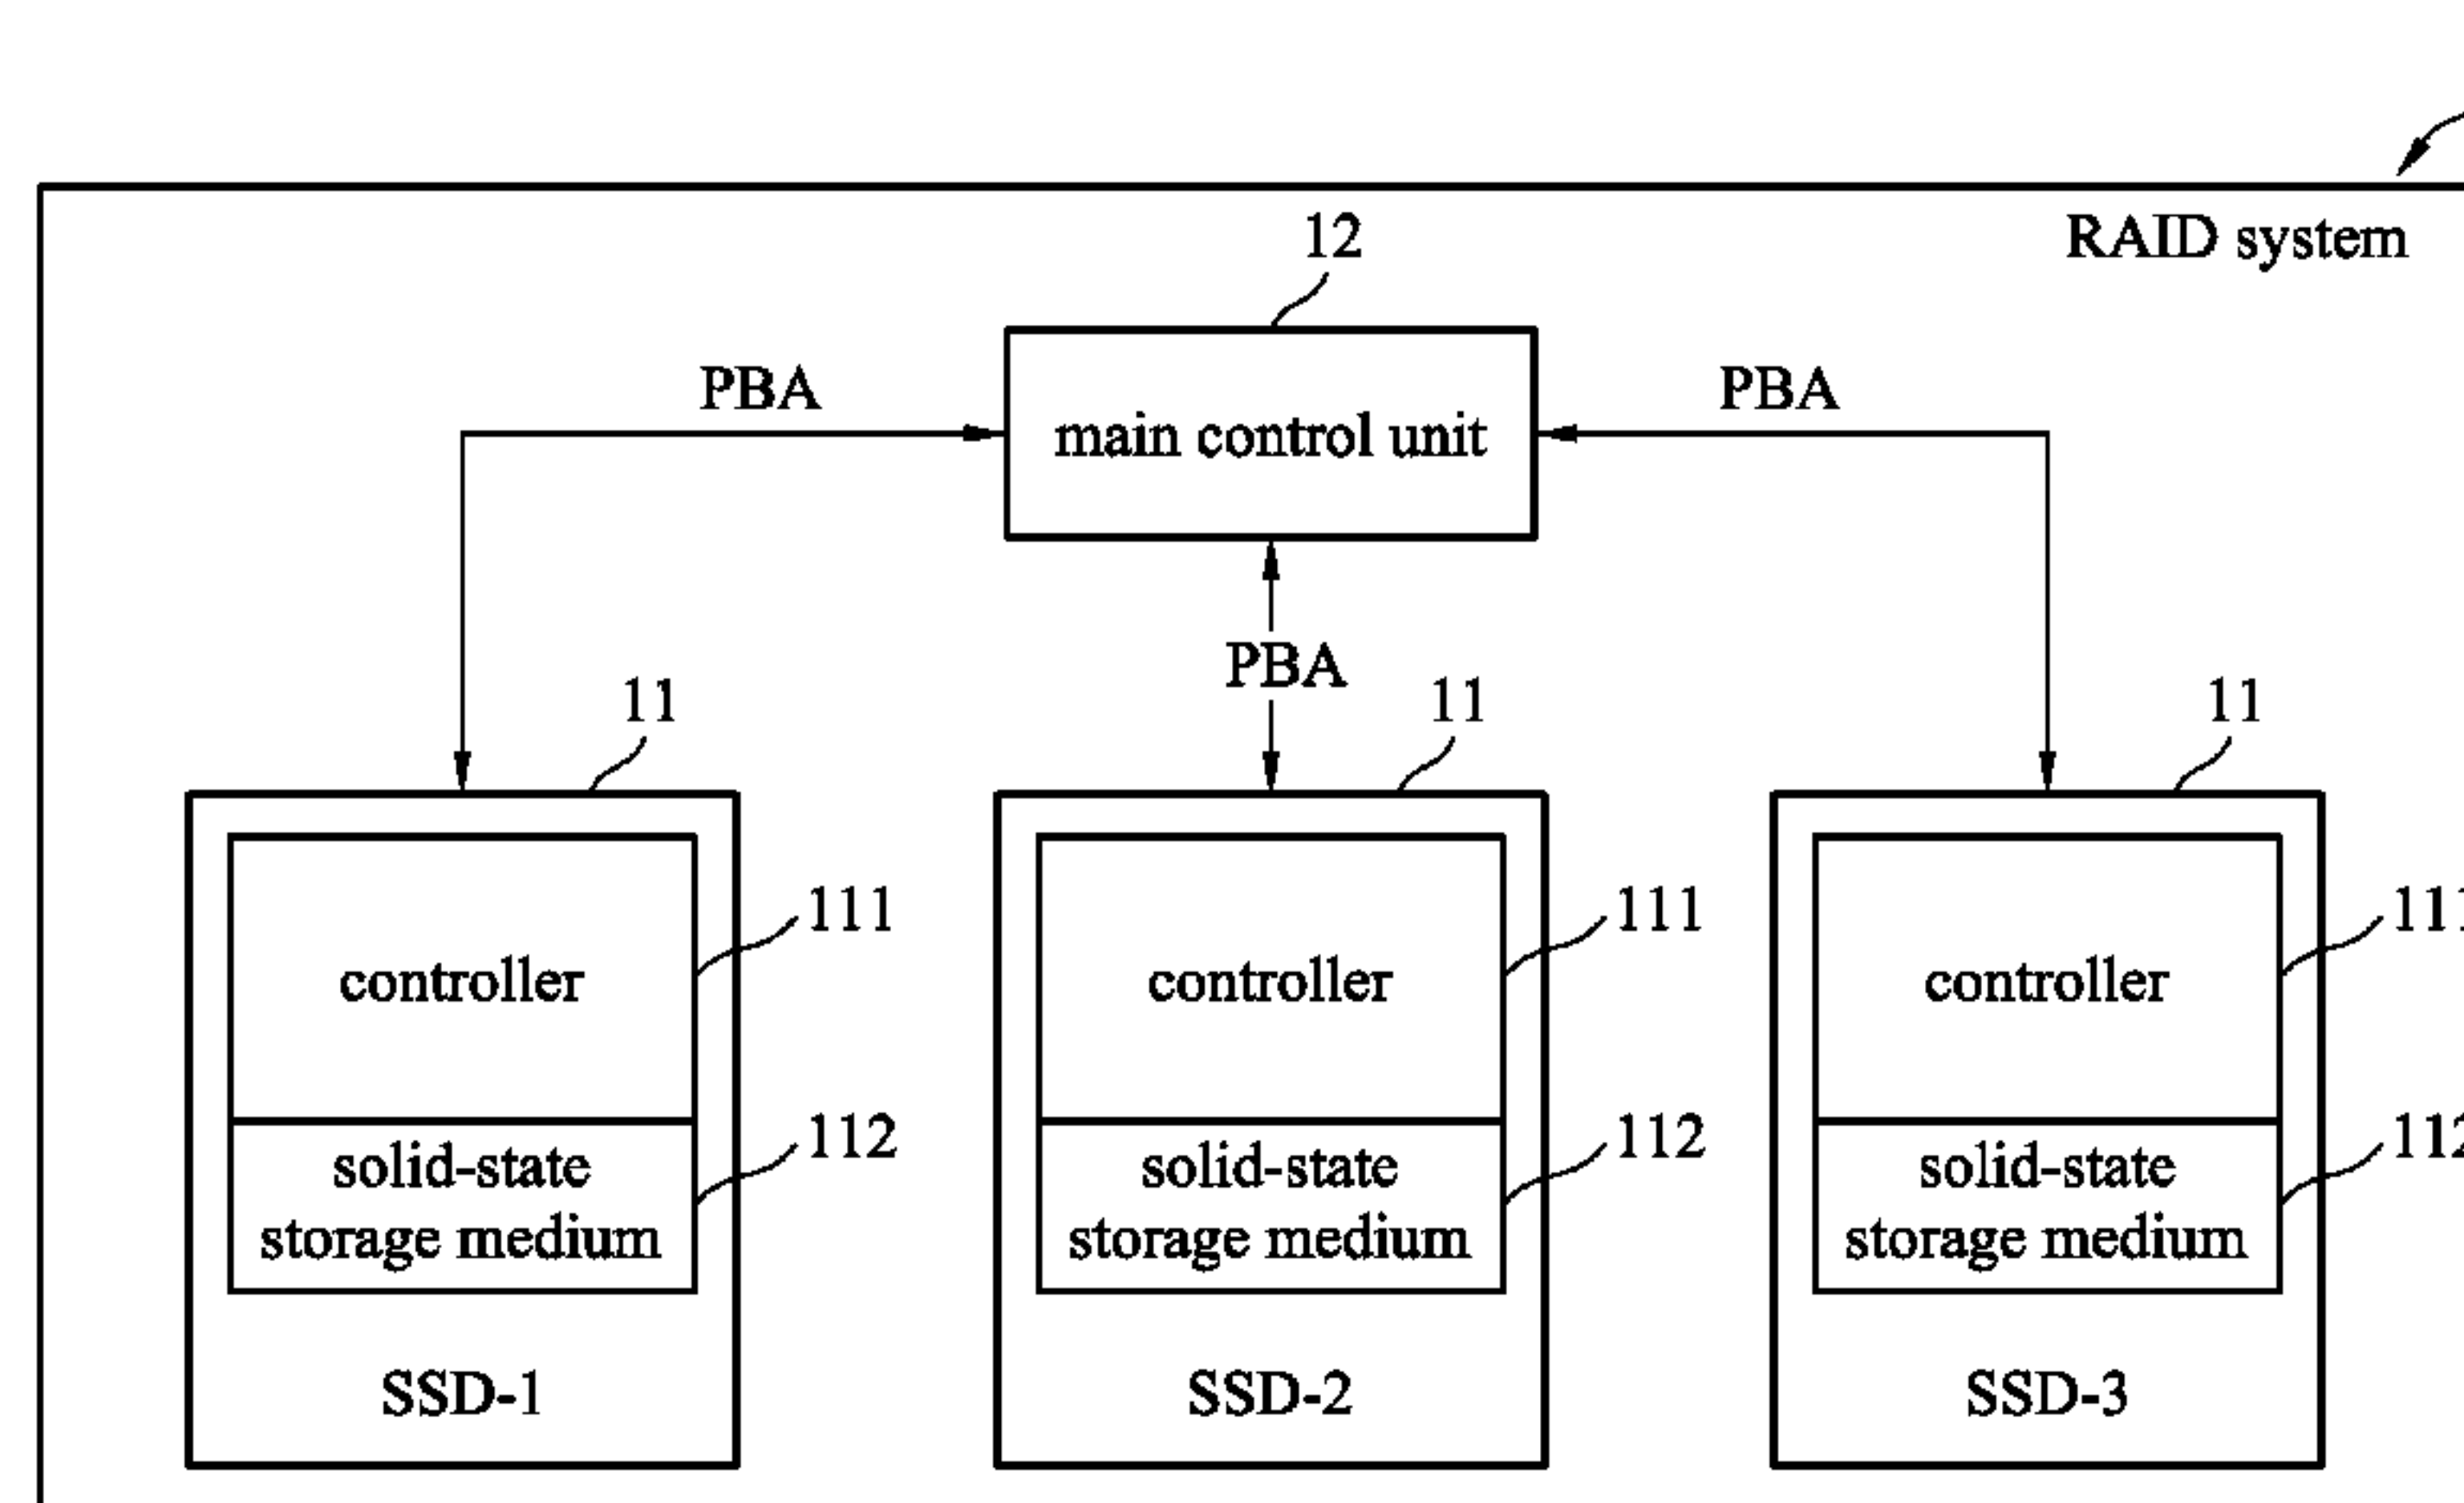 RAID system
12
PBA
main control unit
PBA
PBA
11
11
11
controller
111
controller
111
controller
solid-state
storage medium
112
solid-state
storage medium
112
solid-state
storage medium
SSD-1
SSD-2
SSD-3